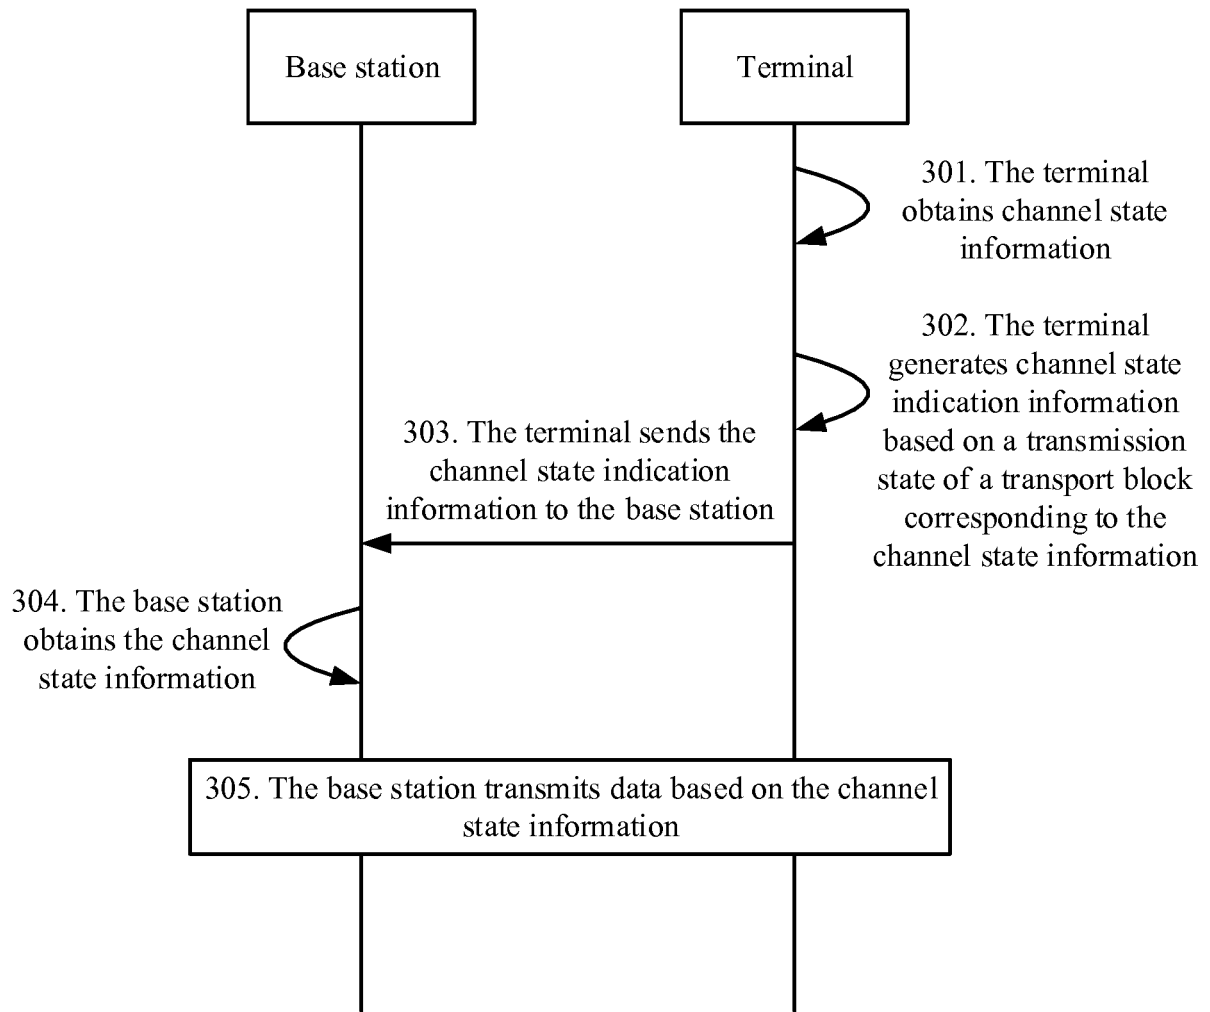 Base station
Terminal
301. The terminal
obtains channel state
information
302. The terminal
generates channel state
indication information
based on a transmission
state of a transport block
corresponding to the
channel state information
303. The terminal sends the
channel state indication
information to the base station
304. The base station
obtains the channel
state information
305. The base station transmits data based on the channel
state information